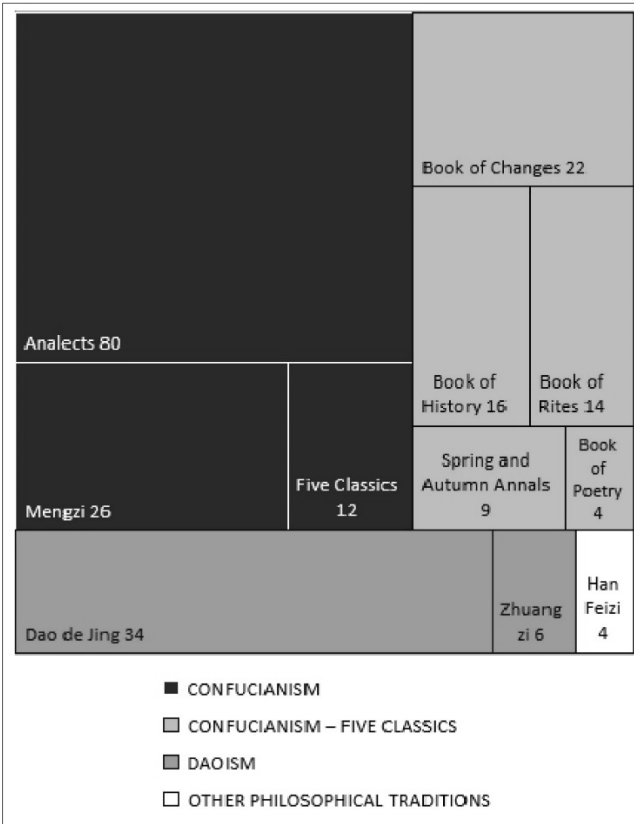 Book of Changes 22
Analects 80
Book of
History 16
Book of
Rites 14
Mengzi 26
Five Classics
12
Spring and
Autumn Annals
9
Book
of
Poetry
4
Dao de Jing 34
Zhuang
zi 6
Han
Feizi
4
CONFUCIANISM
CONFUCIANISM – FIVE CLASSICS
DAOISM
OTHER PHILOSOPHICAL TRADITIONS